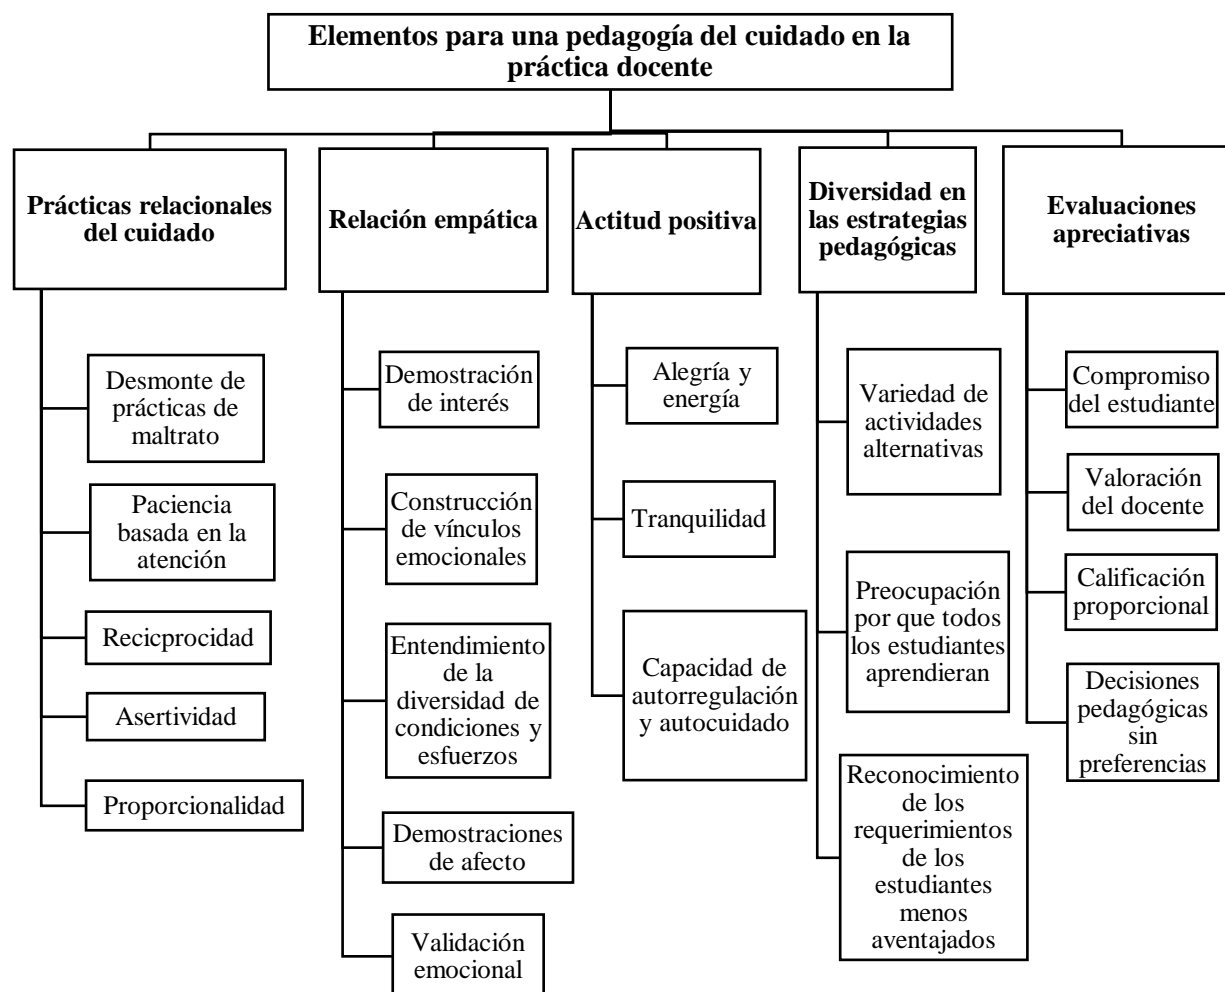 Elementos para una pedagogía del cuidado en la
práctica docente
Prácticas relacionales
del cuidado
Desmonte de
prácticas de
maltrato
Paciencia
basada en la
atención
Recicprocidad
Asertividad
Proporcionalidad
Relación empática
Demostración
de interés
Construcción
de vínculos
emocionales
Entendimiento
de la
diversidad de
condiciones y
esfuerzos
Demostraciones
de afecto
Validación
emocional
Actitud positiva
Alegría y
energía
Tranquilidad
Capacidad de
autorregulación
y autocuidado
Diversidad en
las estrategias
pedagógicas
Variedad de
actividades
alternativas
Preocupación
por que todos
los estudiantes
aprendieran
Reconocimiento
de los
requerimientos
de los
estudiantes
menos
aventajados
Evaluaciones
apreciativas
Compromiso
del estudiante
Valoración
del docente
Calificación
proporcional
Decisiones
pedagógicas
sin
preferencias